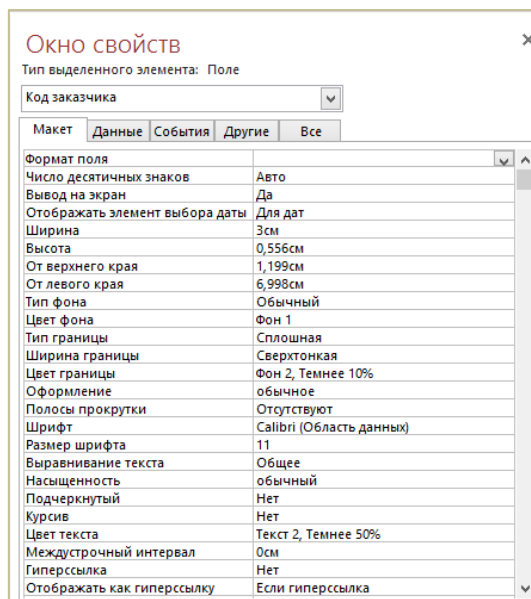 Окно свойств
Тип выделенного элемента: Поле
Код заказчика
Макет Данные События Другие Все
Формат поля
Число десятичных знаков Авто
Вывод на экран Да
Отображать элемент выбора даты Для дат
Ширина 3см
Высота 0,556см
От верхнего края 1,199см
От левого края 6,998см
Тип фона Обычный
Цвет фона Фон 1
Тип границы Сплошная
Ширина границы Сверхтонкая
Цвет границы Фон 2, Темнее 10%
Оформление обычное
Полосы прокрутки Отсутствуют
Шрифт Calibri (Область данных)
Размер шрифта 11
Выравнивание текста Общее
Насыщенность обычный
Подчеркнутый Нет
Курсив Нет
Цвет текста Текст 2, Темнее 50%
Междустрочный интервал 0см
Гиперссылка Нет
Отображать как гиперссылку Если гиперссылка